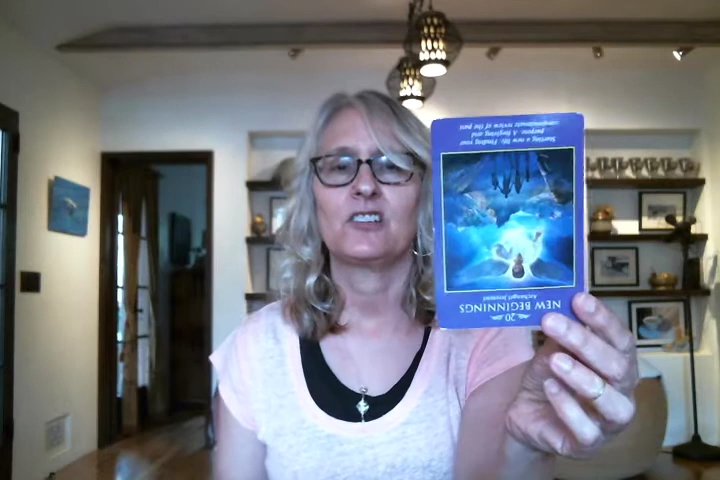 20
NEW BEGINNINGS
Archangel Jeremiel
Starting a new life. Finding your
purpose. A forgiving and
compassionate review of the past